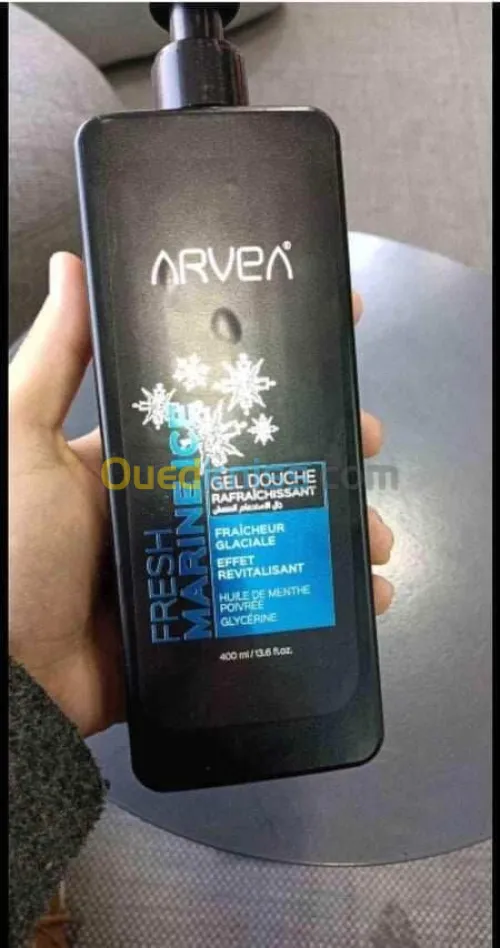 ARVEA®
FRESH
MARINE ICE
GEL DOUCHE
RAFRAÎCHISSANT
FRAÎCHEUR
GLACIALE
EFFET
REVITALISANT
HUILE DE MENTHE
POIVRÉE
GLYCÉRINE
400 ml / 13.6 fl.oz.